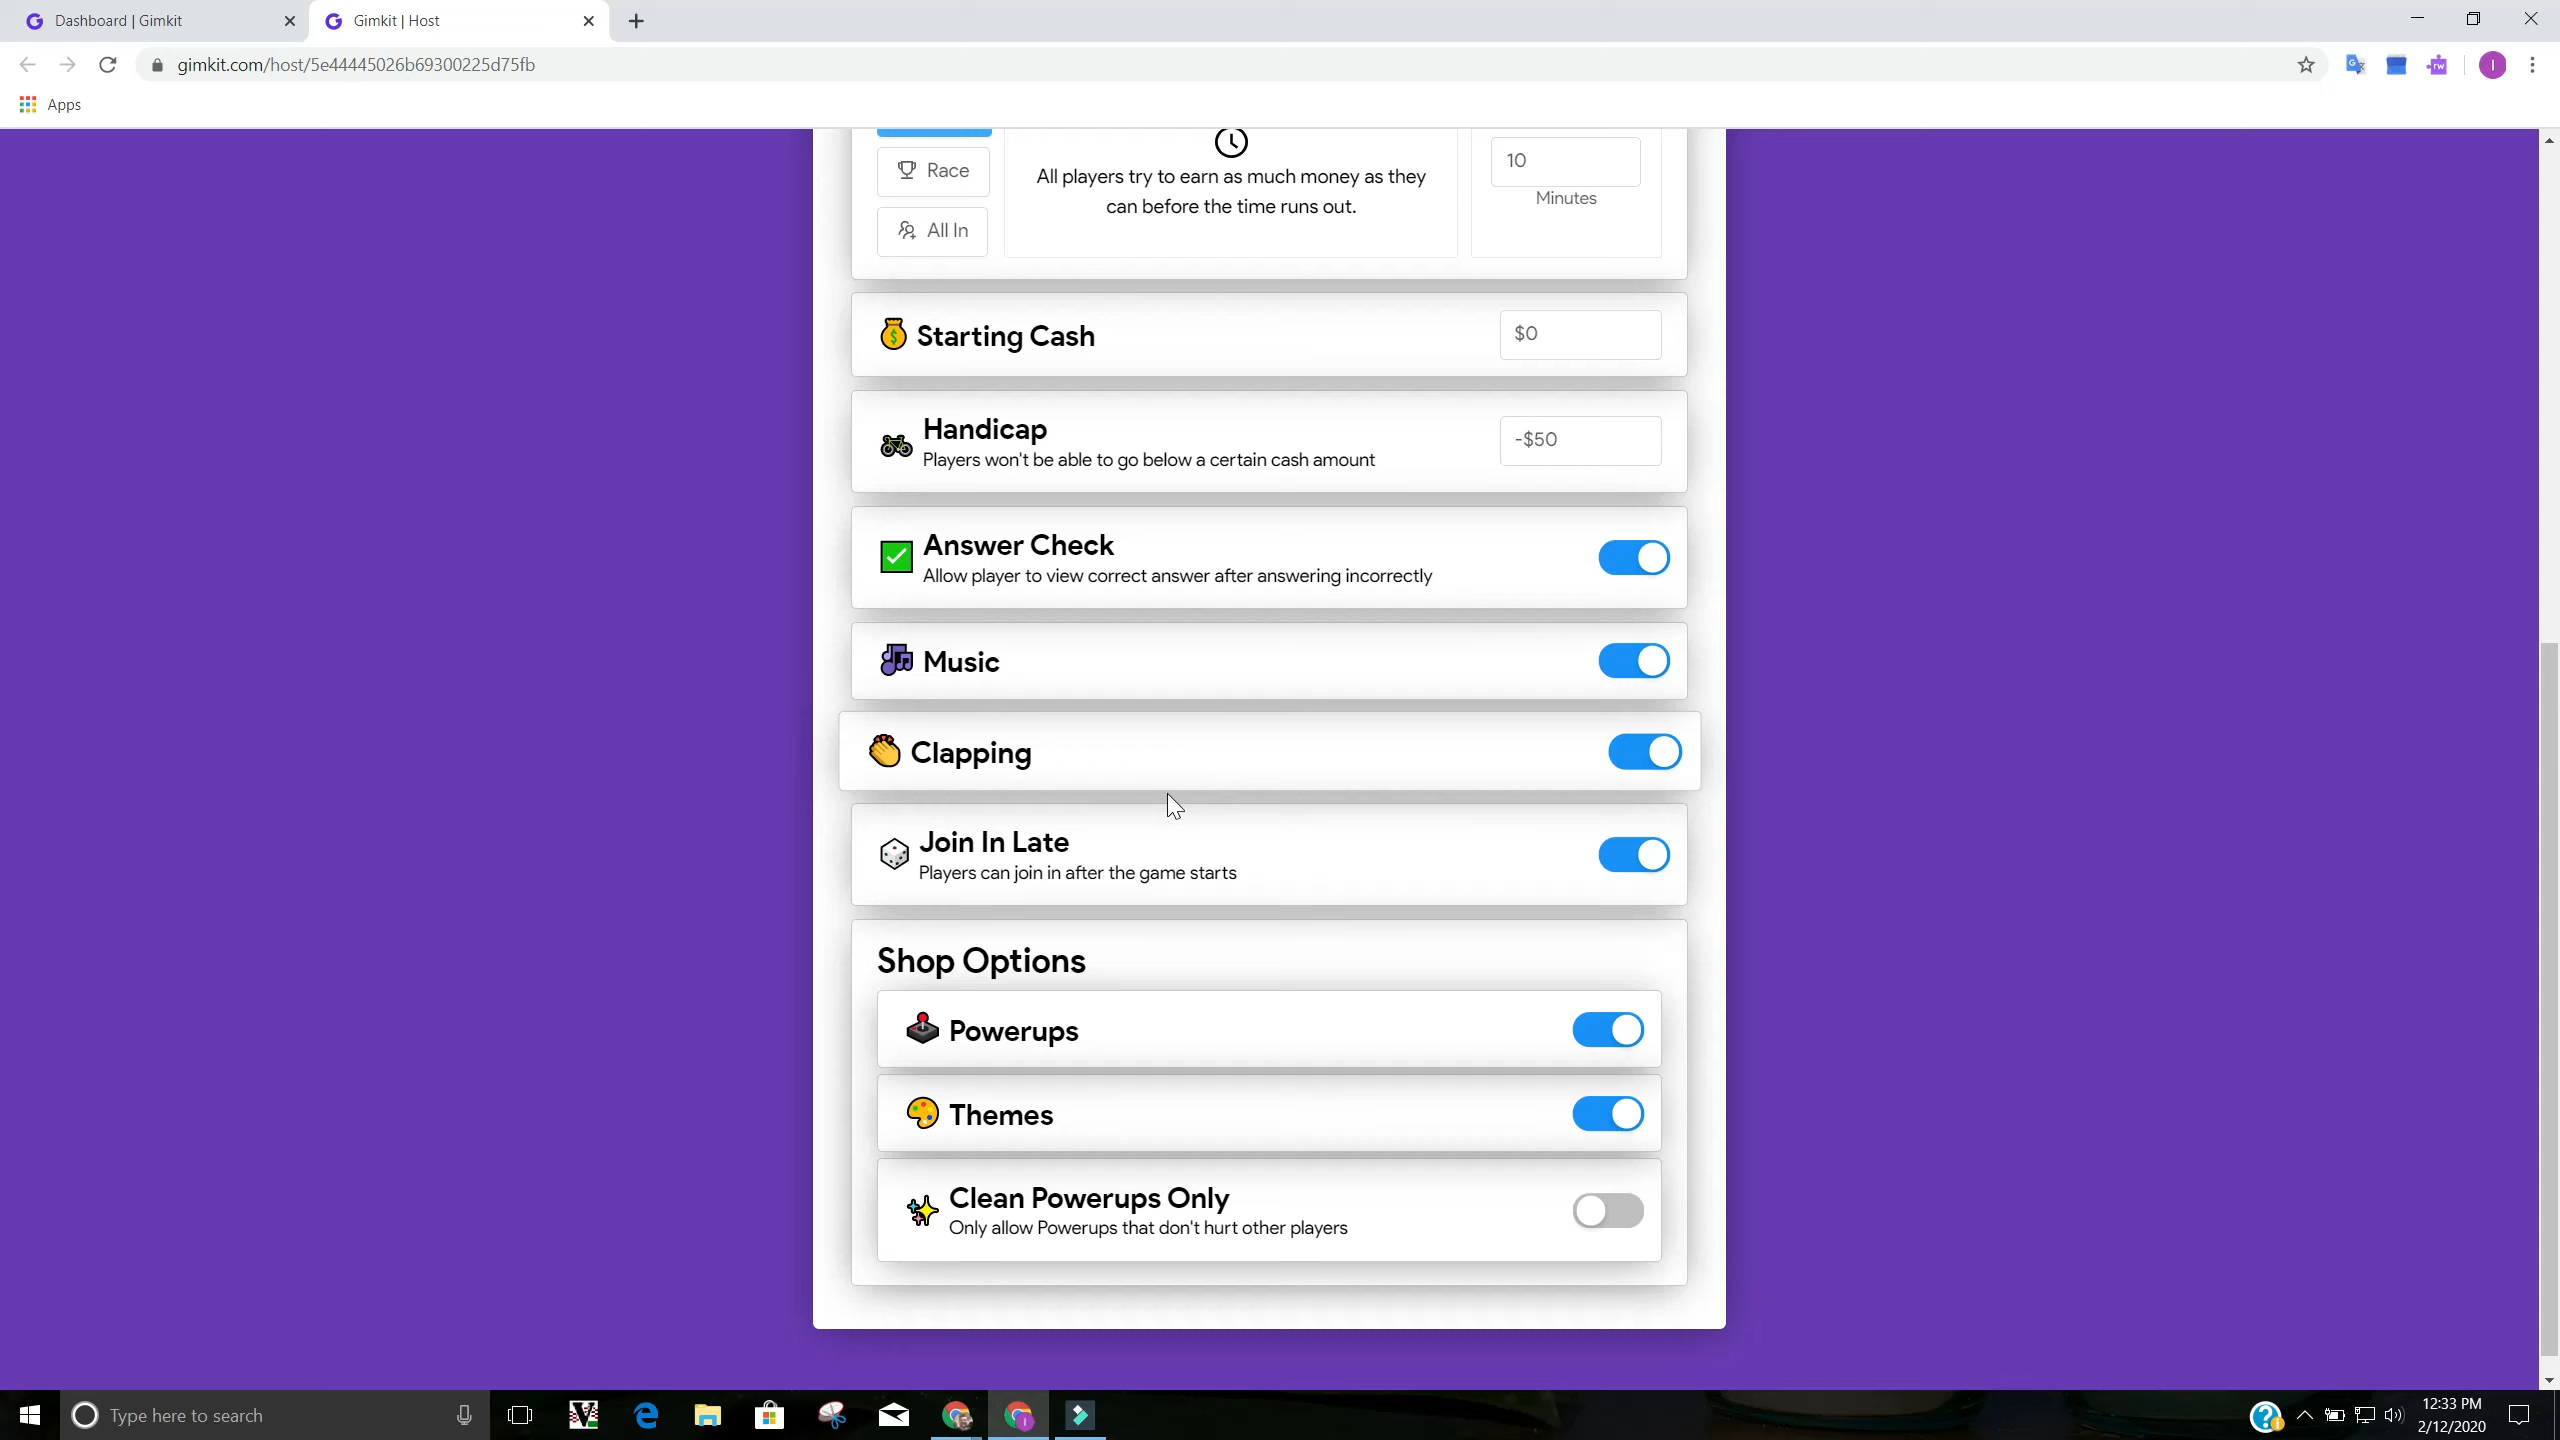 Dashboard | Gimkit
Gimkit | Host
gimkit.com/host/5e44445026b69300225d75fb
Apps
Race
All In
All players try to earn as much money as they
can before the time runs out.
10
Minutes
Starting Cash
$0
Handicap
Players won't be able to go below a certain cash amount
-$50
Answer Check
Allow player to view correct answer after answering incorrectly
Music
Clapping
Join In Late
Players can join in after the game starts
Shop Options
Powerups
Themes
Clean Powerups Only
Only allow Powerups that don't hurt other players
Type here to search
12:33 PM
2/12/2020